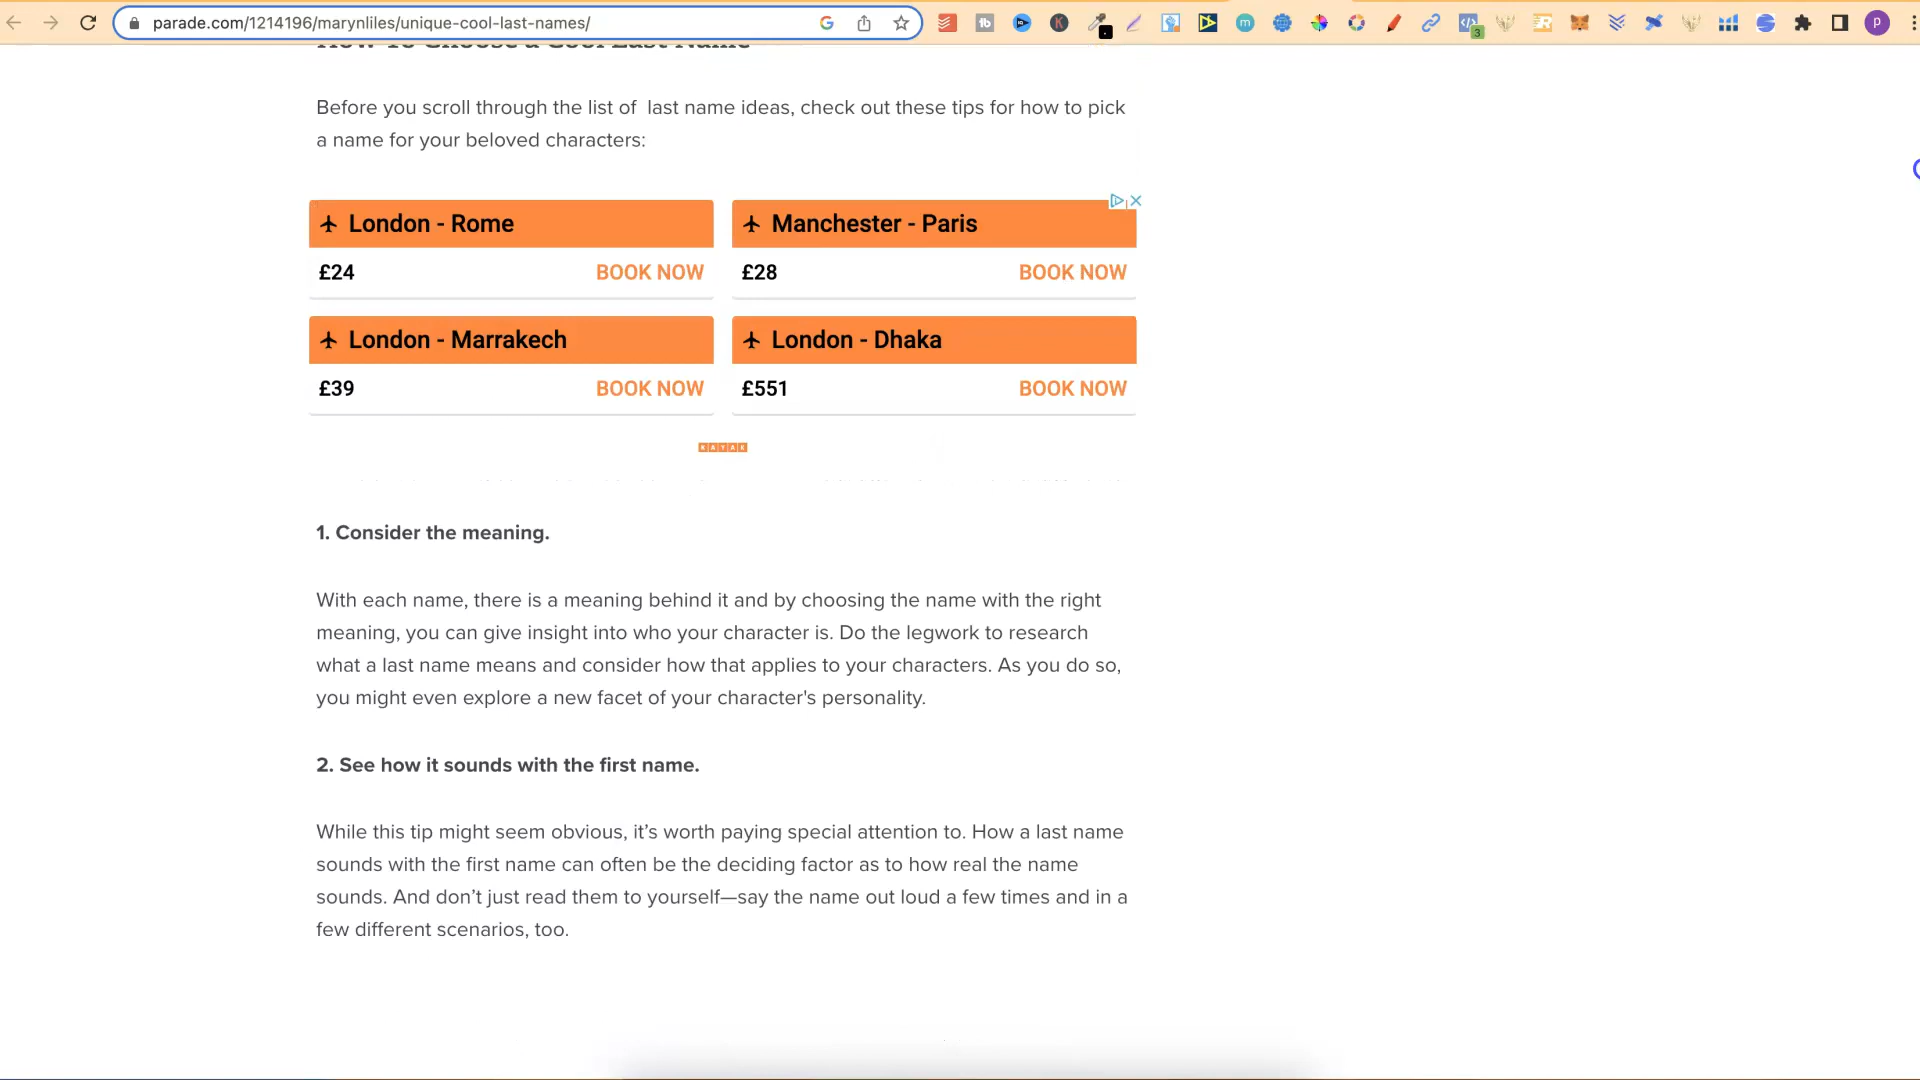 parade.com/1214196/marynliles/unique-cool-last-names/
How To Choose a Cool Last Name
Before you scroll through the list of last name ideas, check out these tips for how to pick
a name for your beloved characters:
London - Rome
£24 BOOK NOW
Manchester - Paris
£28 BOOK NOW
London - Marrakech
£39 BOOK NOW
London - Dhaka
£551 BOOK NOW
KAYAK
1. Consider the meaning.
With each name, there is a meaning behind it and by choosing the name with the right
meaning, you can give insight into who your character is. Do the legwork to research
what a last name means and consider how that applies to your characters. As you do so,
you might even explore a new facet of your character's personality.
2. See how it sounds with the first name.
While this tip might seem obvious, it’s worth paying special attention to. How a last name
sounds with the first name can often be the deciding factor as to how real the name
sounds. And don’t just read them to yourself—say the name out loud a few times and in a
few different scenarios, too.